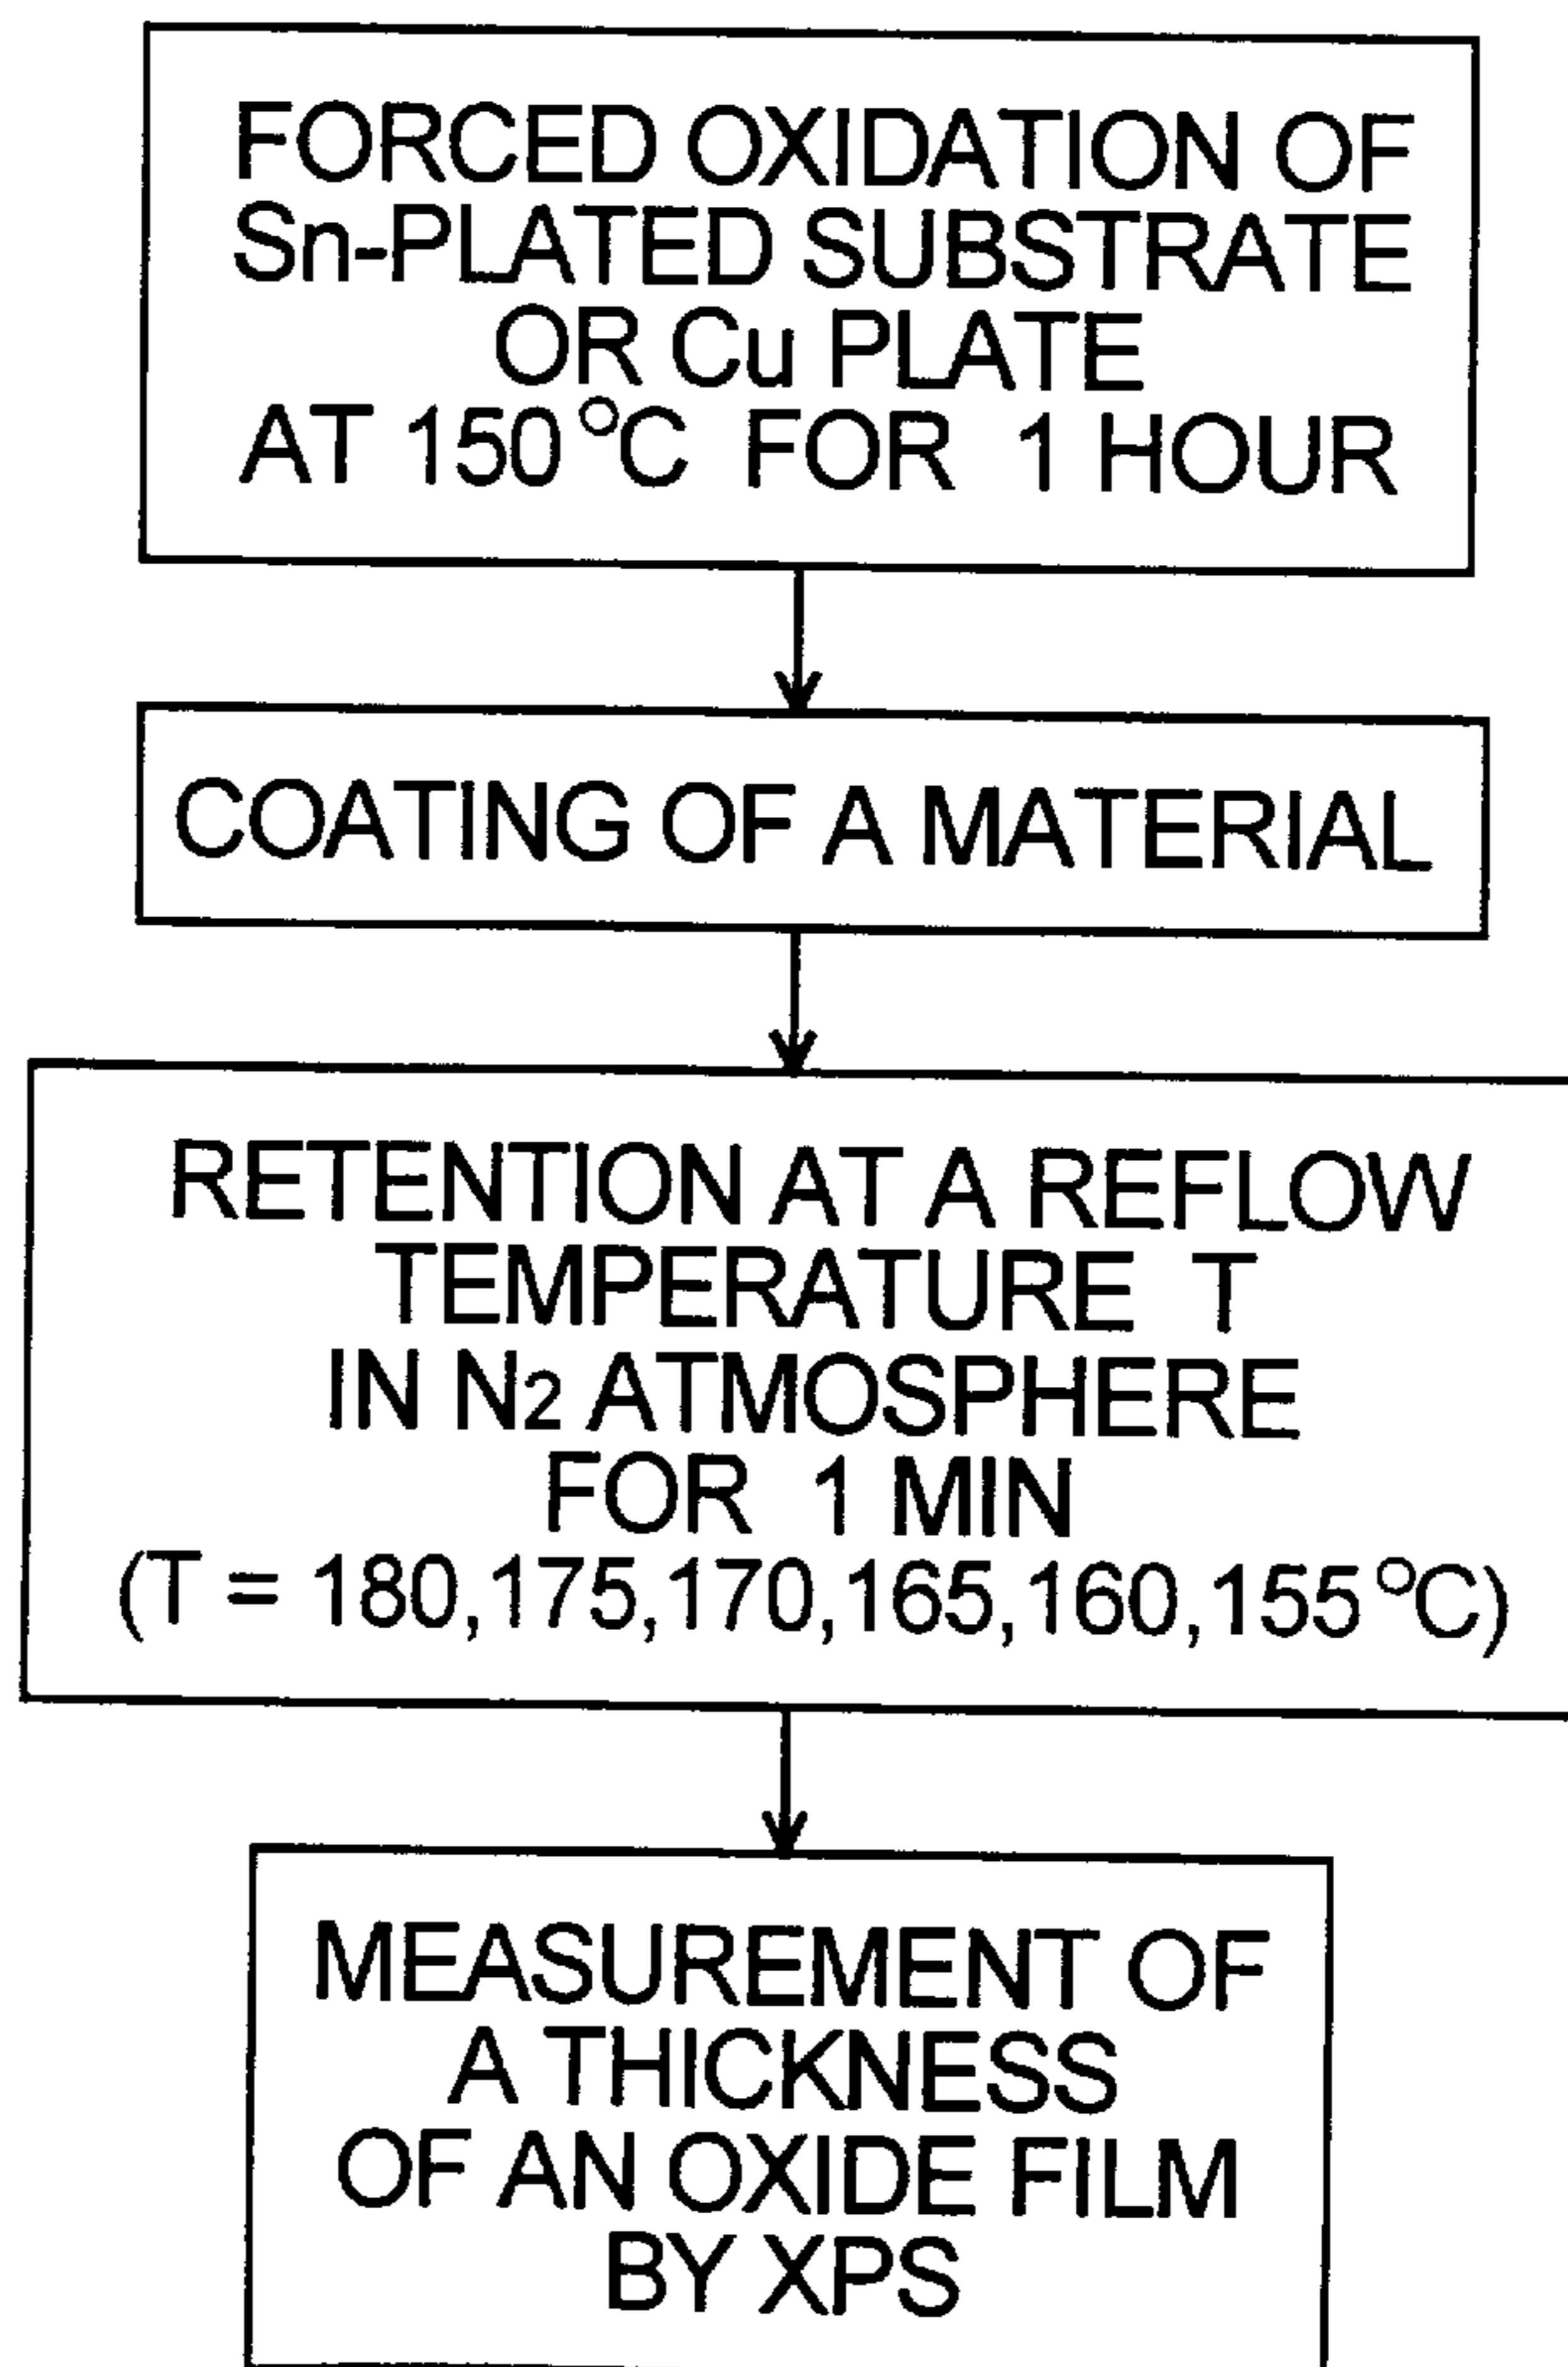 FORCED OXIDATION OF
Sn-PLATED SUBSTRATE
OR Cu PLATE
AT 150°C FOR 1 HOUR
COATING OF A MATERIAL
RETENTION AT A REFLOW
TEMPERATURE T
IN N2 ATMOSPHERE
FOR 1 MIN
(T = 180,175,170,165,160,155°C)
MEASUREMENT OF
A THICKNESS
OF AN OXIDE FILM
BY XPS